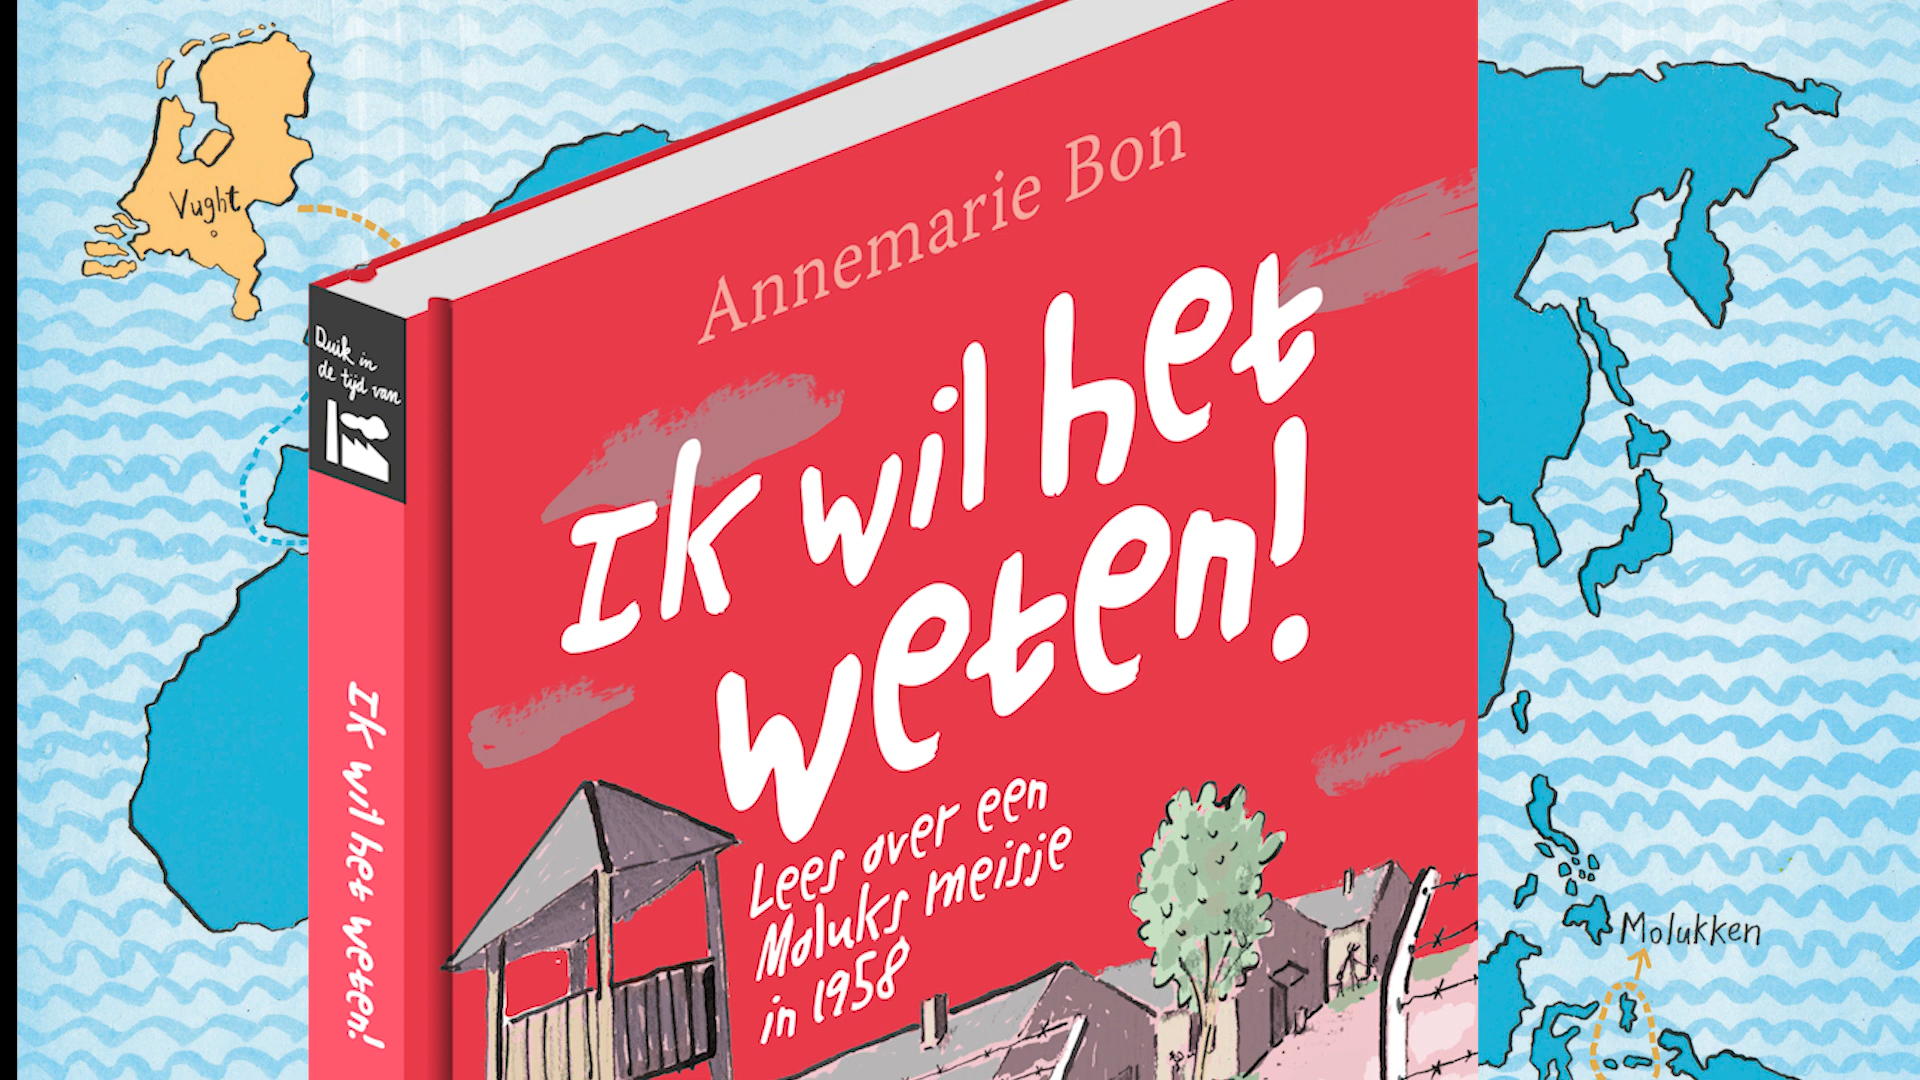 Vught
Annemarie Bon
Duik in
de tijd van
Ik wil het
weten!
Lees over een
Moluks meisje
in 1958
Ik wil het weten!
Molukken